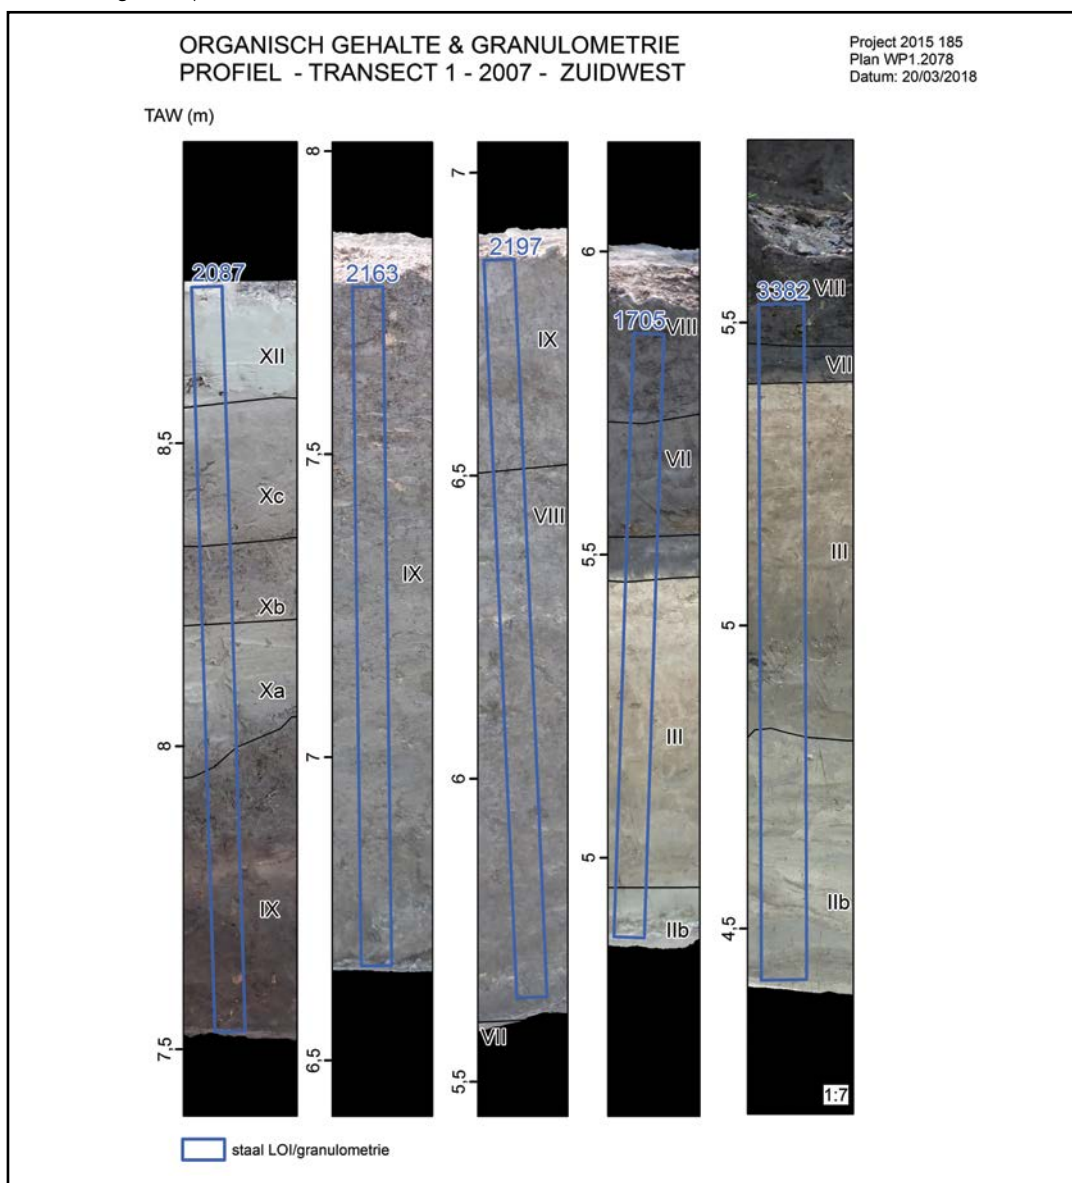 ORGANISCH GEHALTE & GRANULOMETRIE
PROFIEL - TRANSECT 1 - 2007 - ZUIDWEST
Project 2015 185
Plan WP1.2078
Datum: 20/03/2018
TAW (m)
2087
XII
8,5
Xc
Xb
Xa
8
IX
7,5
8
2163
7,5
IX
7
6,5
7
2197
IX
6,5
VIII
6
VII
5,5
6
1705
VIII
VII
5,5
III
5
IIb
3382
VIII
5,5
VII
III
5
IIb
4,5
1:7
staal LOI/granulometrie